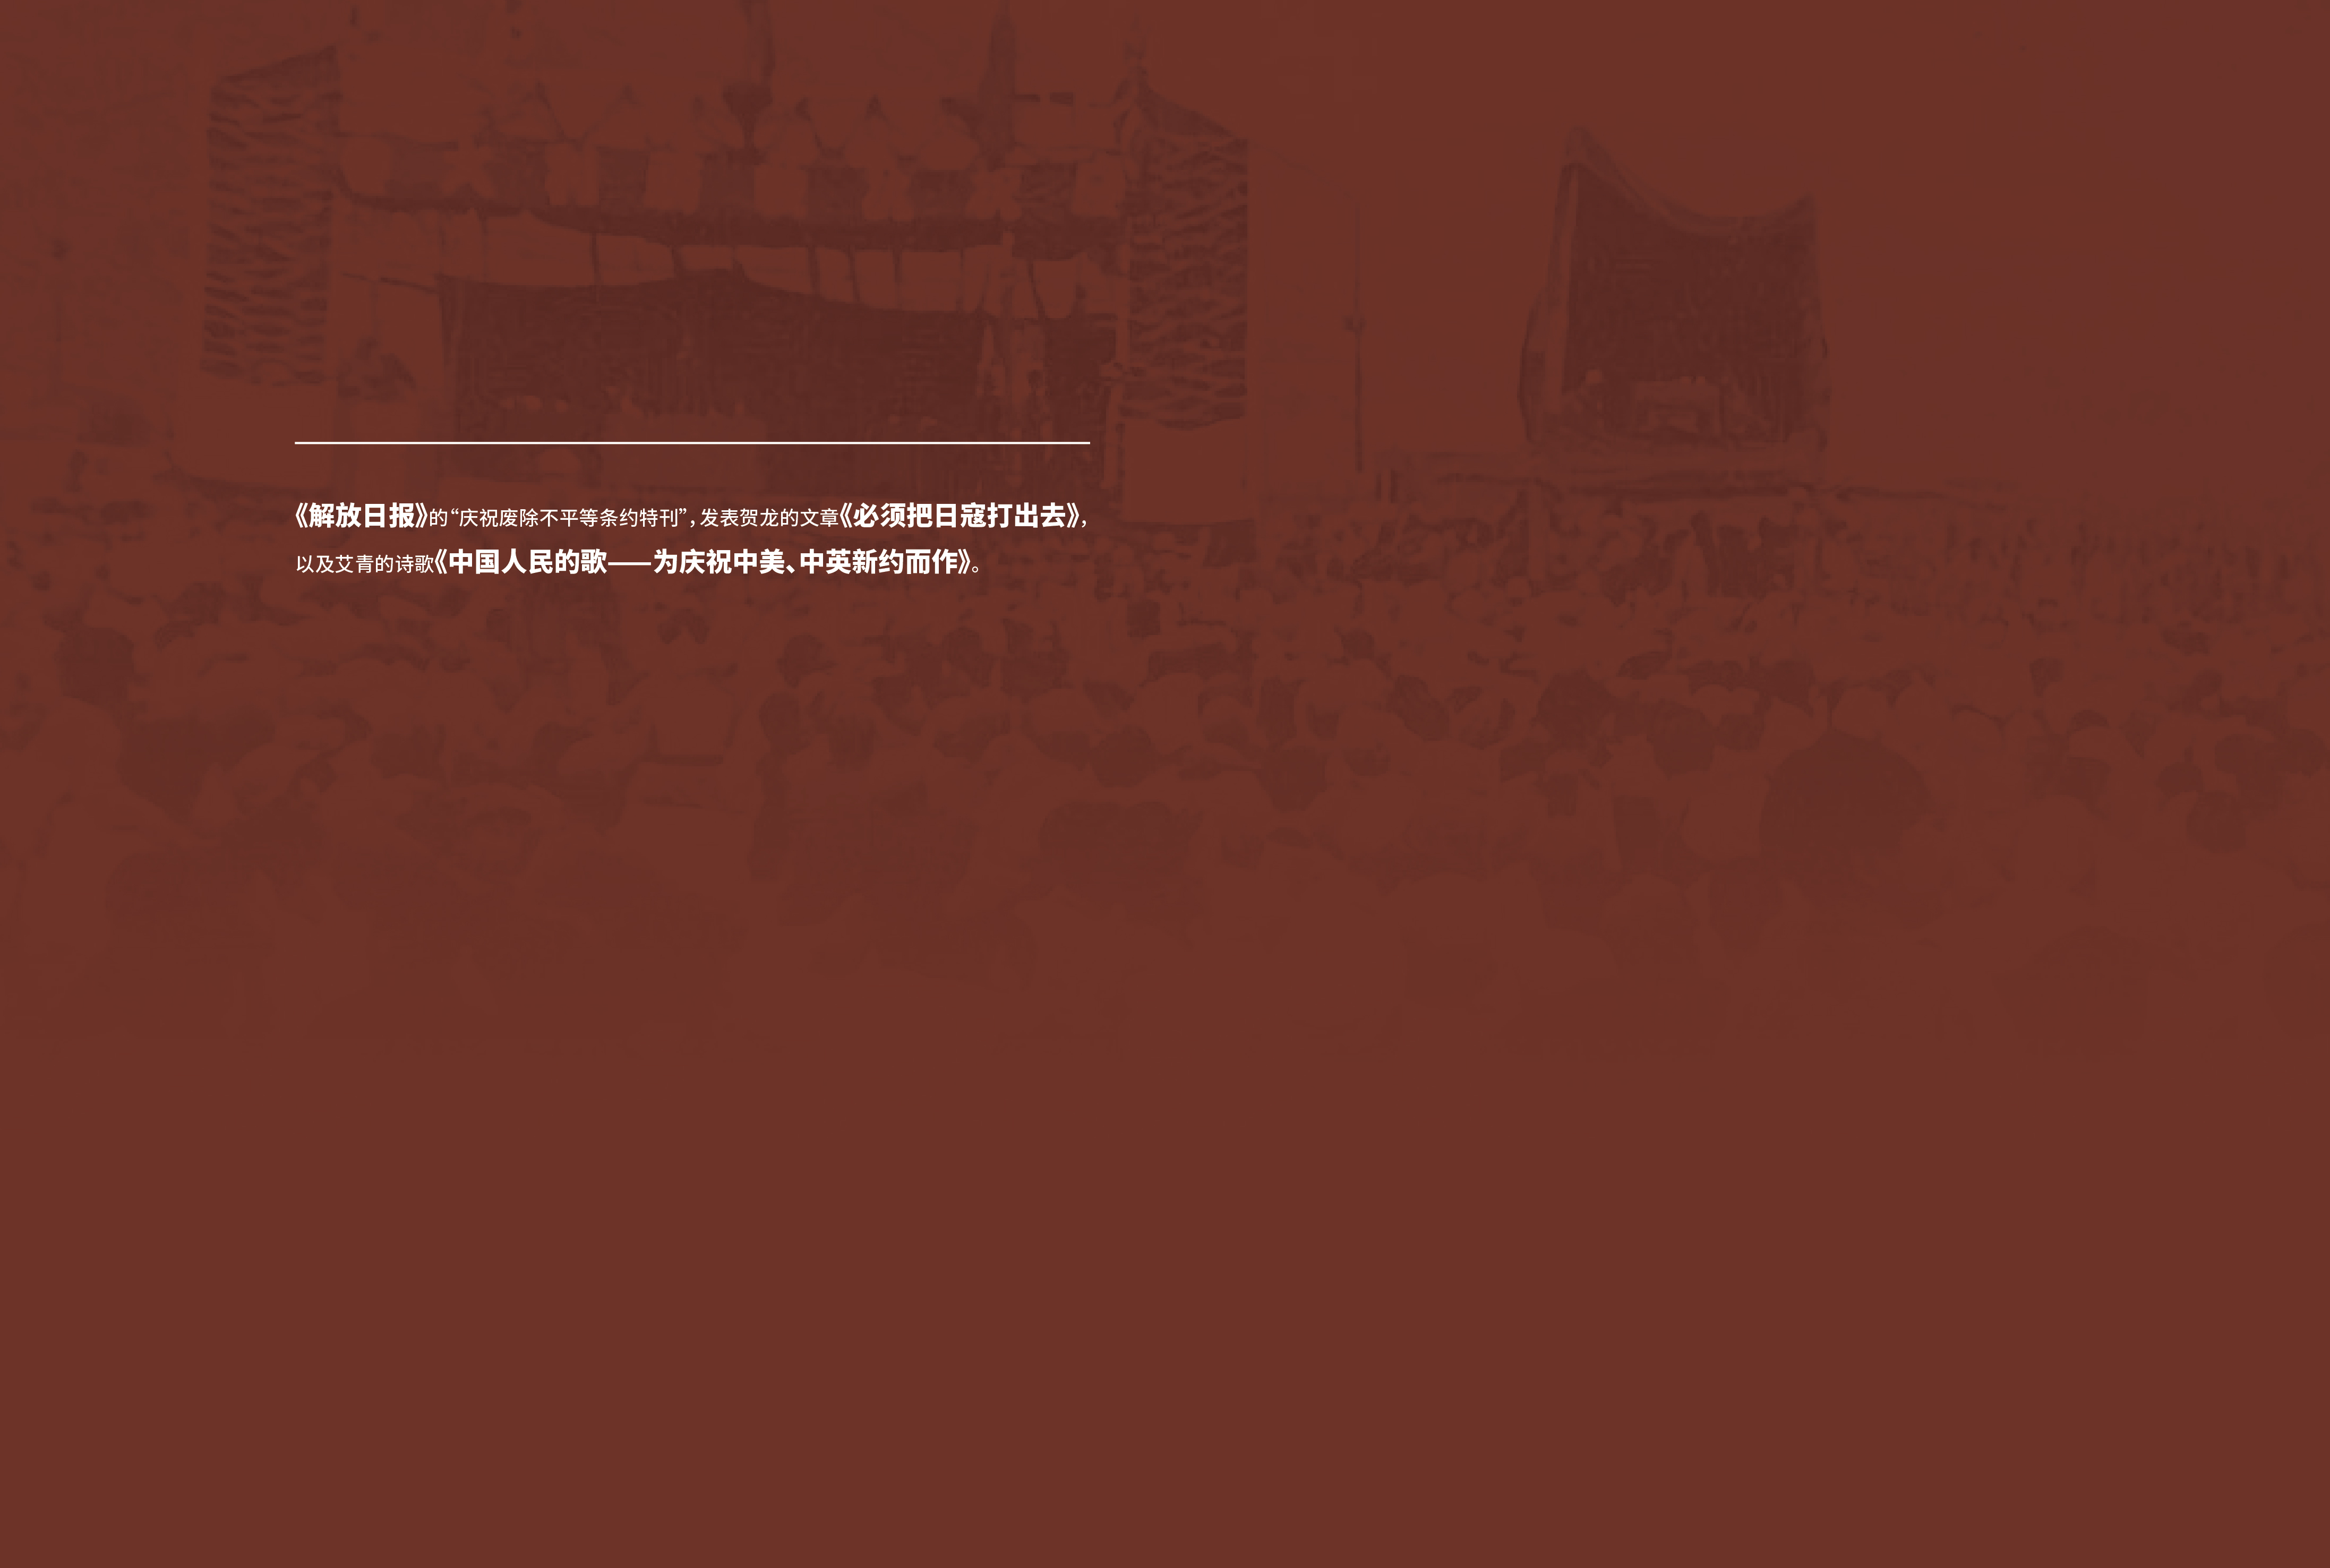 《解放日报》的“庆祝废除不平等条约特刊”，发表贺龙的文章《必须把日寇打出去》，
以及艾青的诗歌《中国人民的歌——为庆祝中美、中英新约而作》。